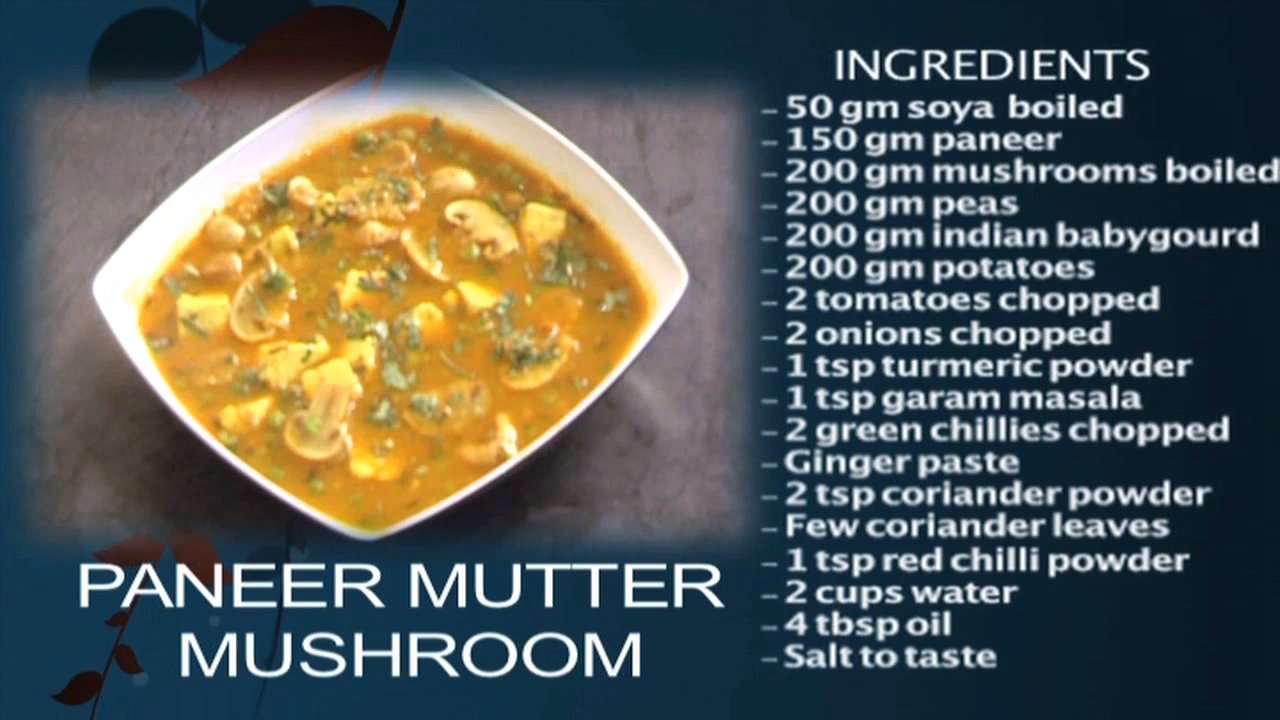 INGREDIENTS
- 50 gm soya boiled
- 150 gm paneer
- 200 gm mushrooms boiled
- 200 gm peas
- 200 gm indian babygourd
- 200 gm potatoes
- 2 tomatoes chopped
- 2 onions chopped
- 1 tsp turmeric powder
- 1 tsp garam masala
- 2 green chillies chopped
- Ginger paste
- 2 tsp coriander powder
- Few coriander leaves
- 1 tsp red chilli powder
- 2 cups water
- 4 tbsp oil
- Salt to taste
PANEER MUTTER
MUSHROOM